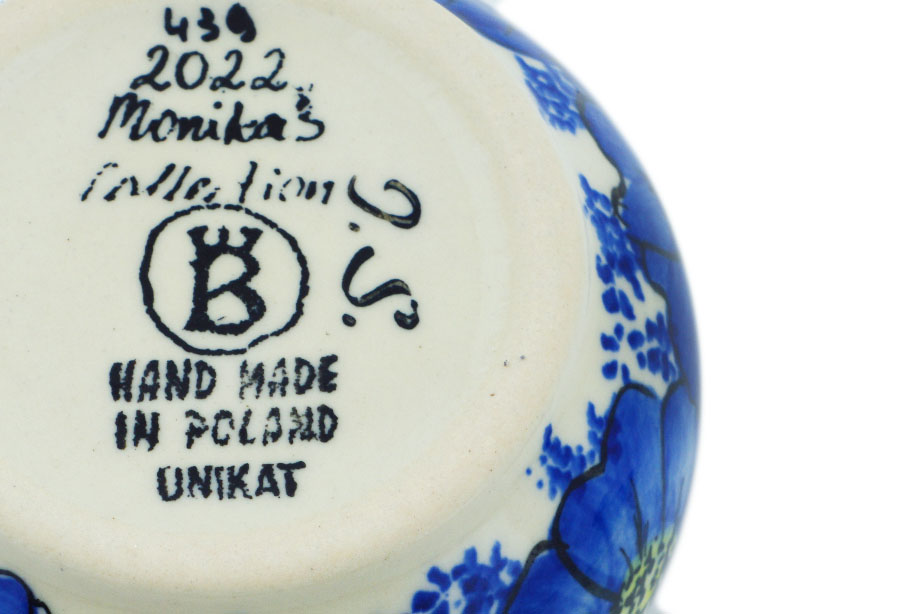 439
2022
Monika's
Collection
B
HAND MADE
IN POLAND
UNIKAT